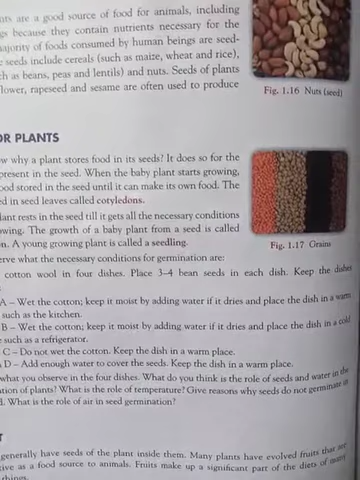 nts are a good source of food for animals, including
gs because they contain nutrients necessary for the
ajority of foods consumed by human beings are seed-
e seeds include cereals (such as maize, wheat and rice),
ch as beans, peas and lentils) and nuts. Seeds of plants
lower, rapeseed and sesame are often used to produce
Fig. 1.16 Nuts (seed)
OR PLANTS
ow why a plant stores food in its seeds? It does so for the
present in the seed. When the baby plant starts growing,
ood stored in the seed until it can make its own food. The
ed in seed leaves called cotyledons.
lant rests in the seed till it gets all the necessary conditions
owing. The growth of a baby plant from a seed is called
n. A young growing plant is called a seedling.
Fig. 1.17 Grains
erve what the necessary conditions for germination are:
cotton wool in four dishes. Place 3–4 bean seeds in each dish. Keep the dishes
A – Wet the cotton; keep it moist by adding water if it dries and place the dish in a warm
such as the kitchen.
B – Wet the cotton; keep it moist by adding water if it dries and place the dish in a cold
such as a refrigerator.
C – Do not wet the cotton. Keep the dish in a warm place.
D – Add enough water to cover the seeds. Keep the dish in a warm place.
what you observe in the four dishes. What do you think is the role of seeds and water in the
ation of plants? What is the role of temperature? Give reasons why seeds do not germinate in
d. What is the role of air in seed germination?
T
generally have seeds of the plant inside them. Many plants have evolved fruits that are
tive as a food source to animals. Fruits make up a significant part of the diets of many
things.